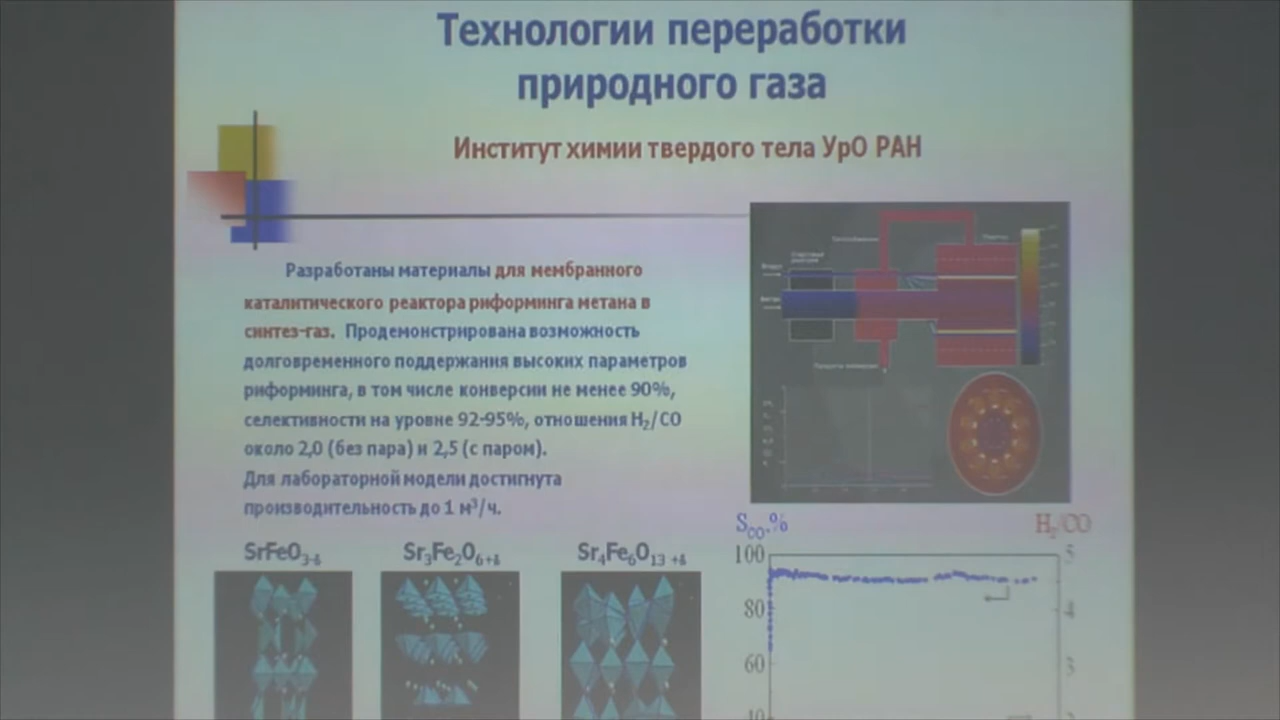 Технологии переработки
природного газа
Институт химии твердого тела УрО РАН
Разработаны материалы для мембранного
каталитического реактора риформинга метана в
синтез-газ. Продемонстрирована возможность
долговременного поддержания высоких параметров
риформинга, в том числе конверсии не менее 90%,
селективности на уровне 92-95%, отношения H₂/CO
около 2,0 (без пара) и 2,5 (с паром).
Для лабораторной модели достигнута
производительность до 1 м³/ч.
SrFeO₃₋δ
Sr₃Fe₂O₆₊δ
Sr₄Fe₆O₁₃ ₊δ
S_CO,%
H₂/CO
100
5
80
4
60
3